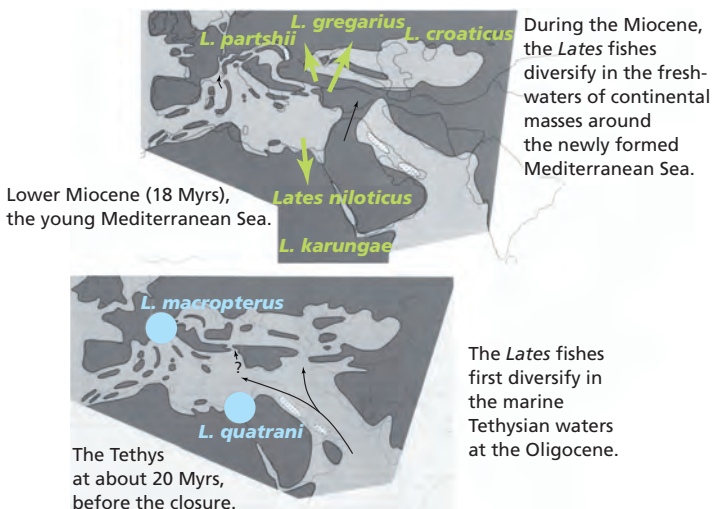 L. gregarius
L. partshii
L. croaticus
During the Miocene,
the Lates fishes
diversify in the fresh-
waters of continental
masses around
the newly formed
Mediterranean Sea.
Lower Miocene (18 Myrs),
the young Mediterranean Sea.
Lates niloticus
L. karungae
L. macropterus
?
L. quatrani
The Tethys
at about 20 Myrs,
before the closure.
The Lates fishes
first diversify in
the marine
Tethysian waters
at the Oligocene.